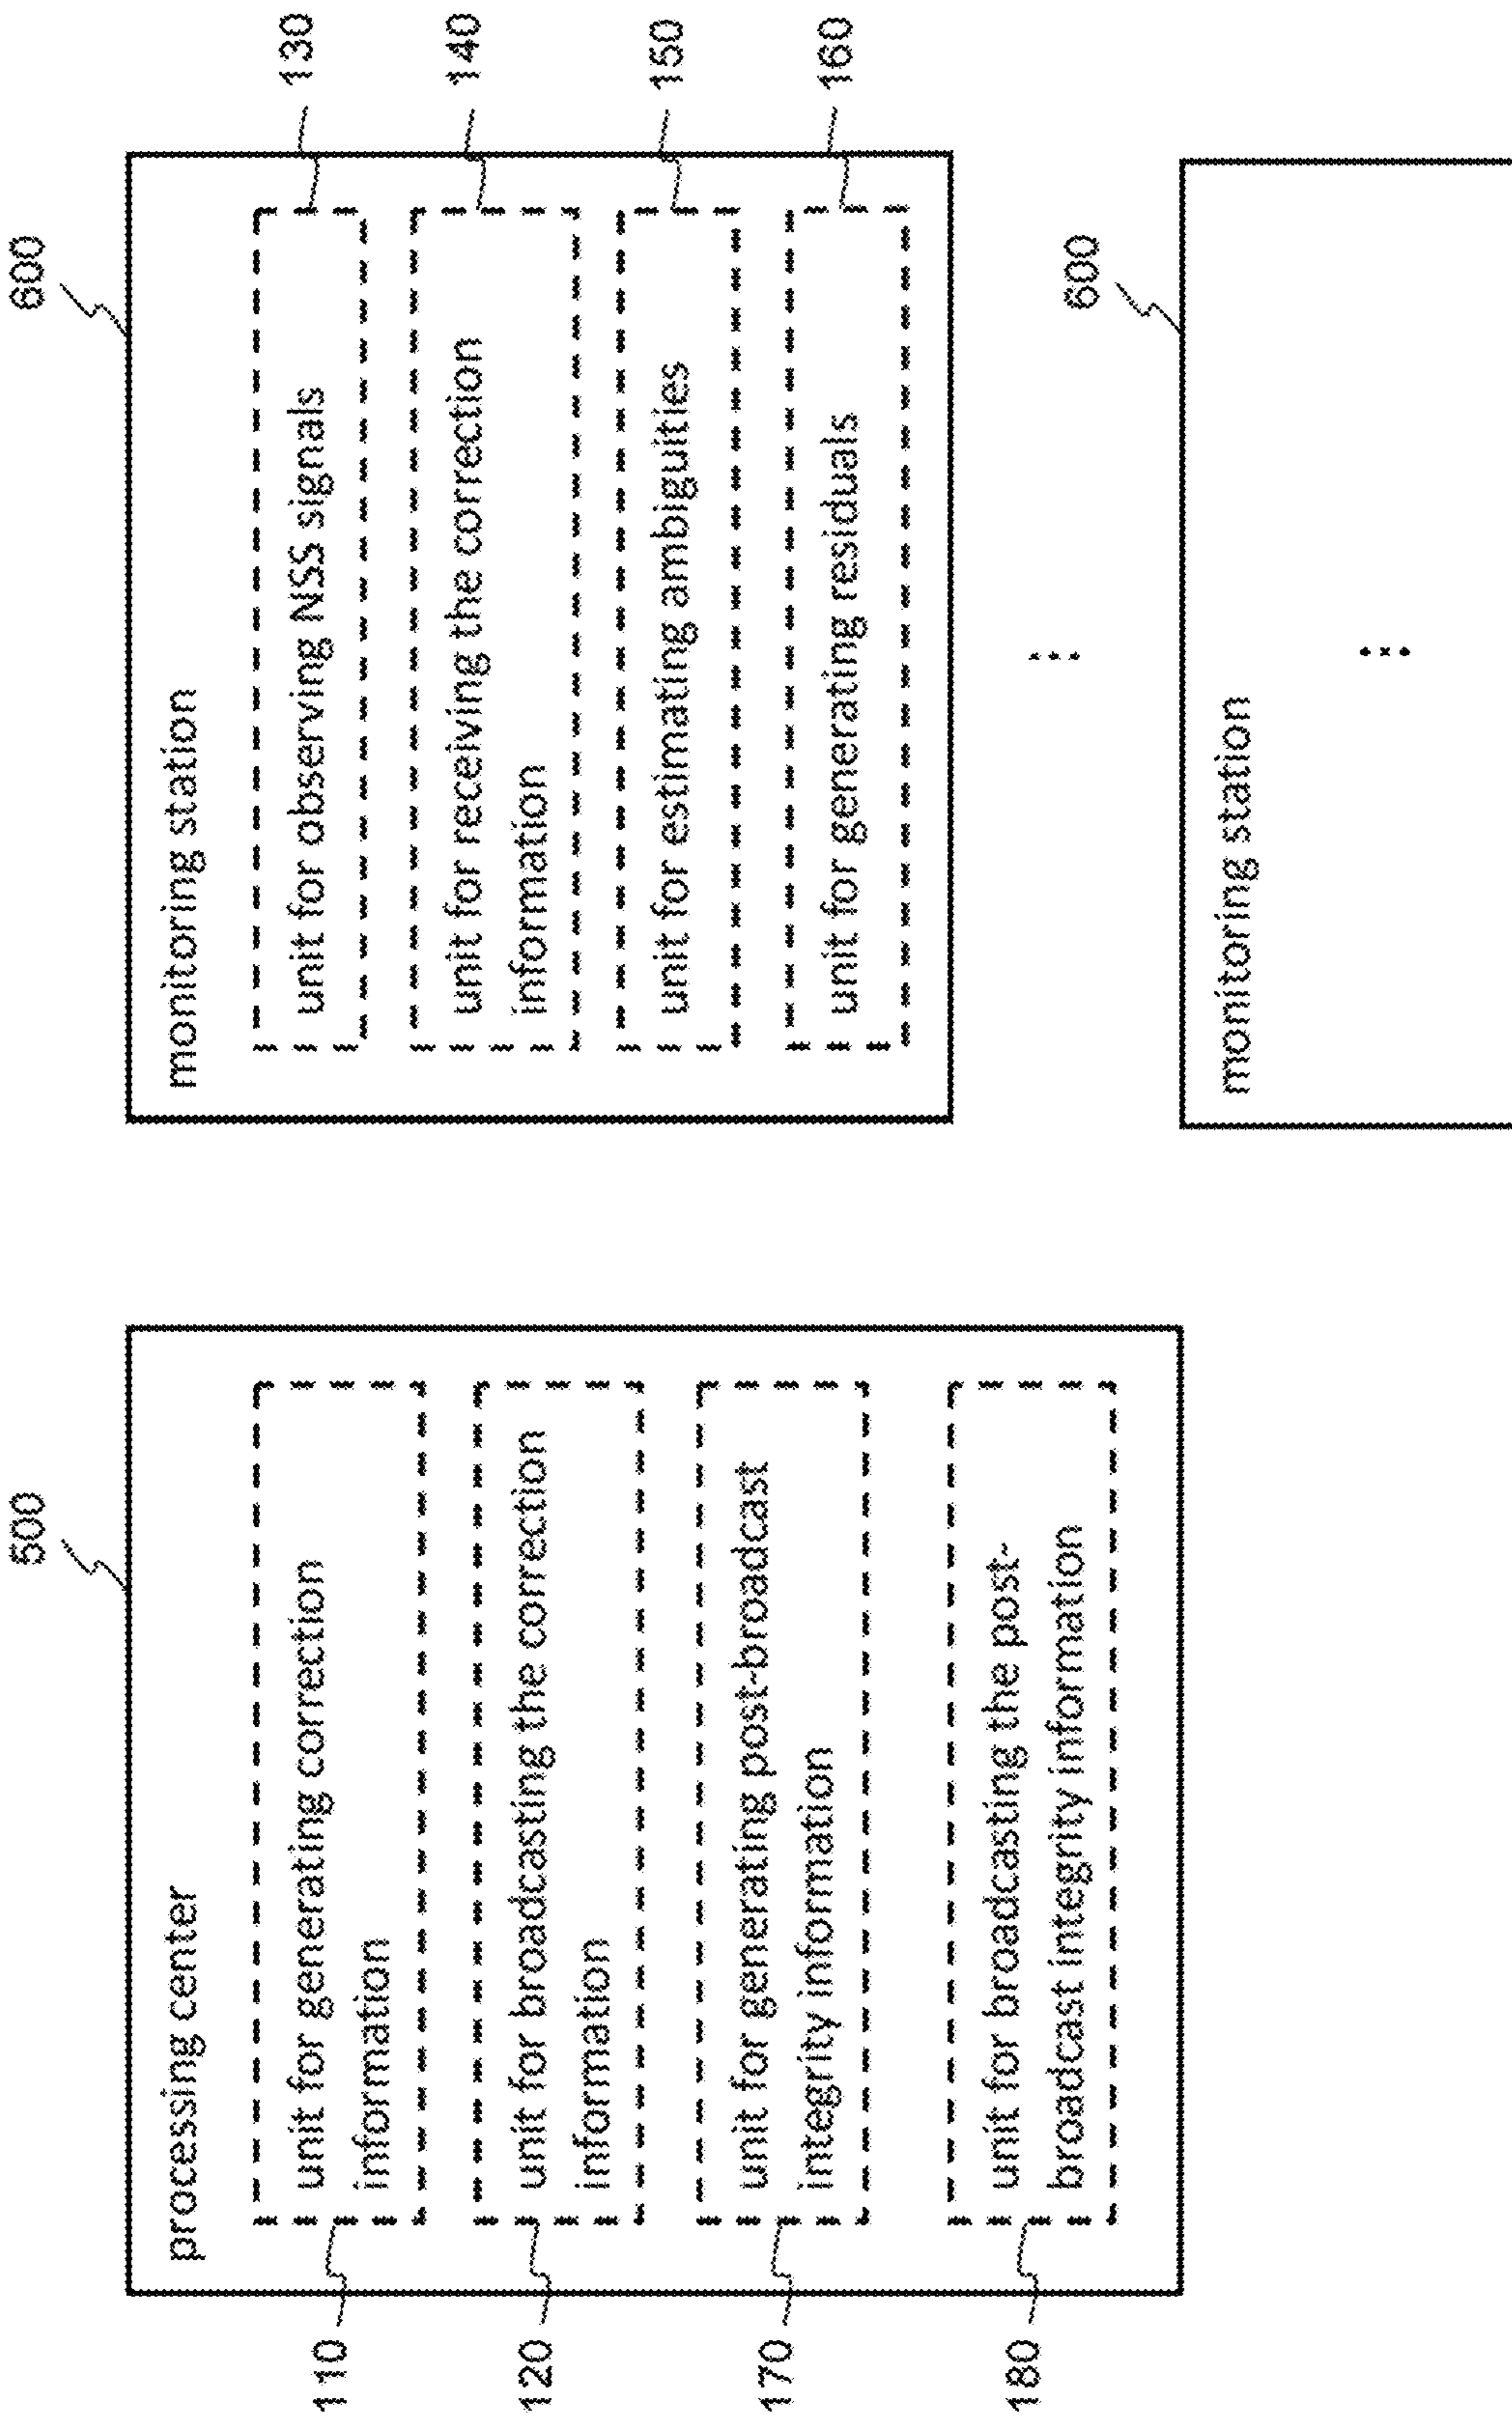 500
processing center
110
unit for generating correction
information
120
unit for broadcasting the correction
information
170
unit for generating post-broadcast
integrity information
180
unit for broadcasting the post-
broadcast integrity information
600
monitoring station
unit for observing NSS signals
130
unit for receiving the correction
information
140
unit for estimating ambiguities
150
unit for generating residuals
160
600
monitoring station